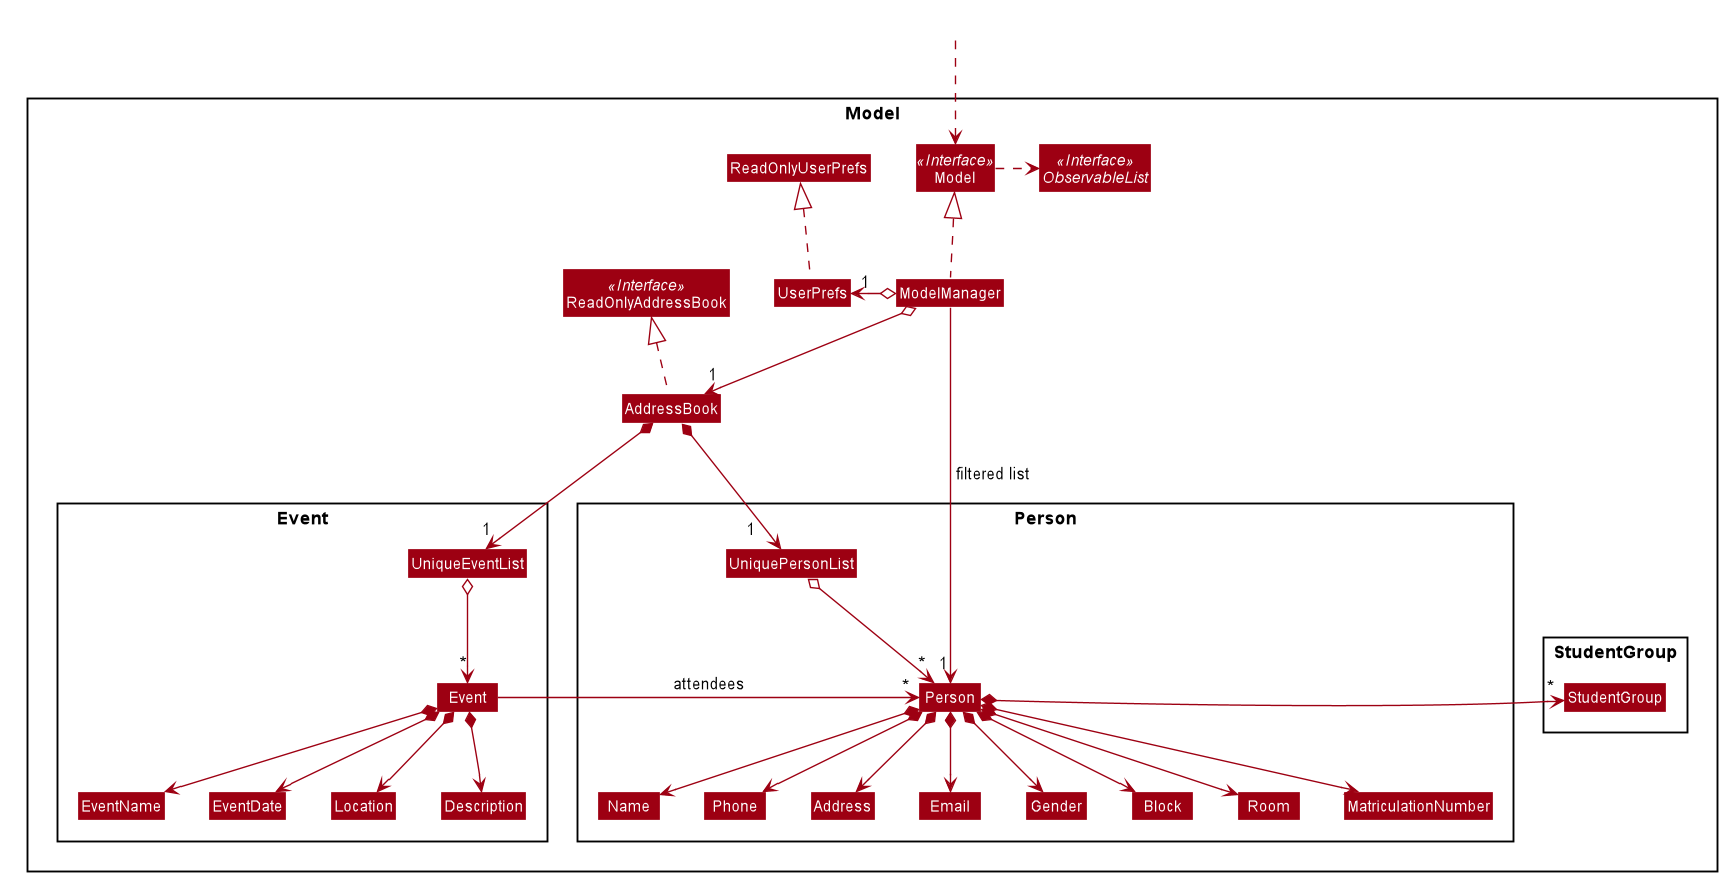 Model
ReadOnlyUserPrefs
«Interface»
Model
«Interface»
ObservableList
«Interface»
ReadOnlyAddressBook
UserPrefs
1
ModelManager
1
AddressBook
filtered list
Event
Person
1
1
UniqueEventList
UniquePersonList
StudentGroup
*
*
1
*
attendees
*
Event
Person
StudentGroup
EventName
EventDate
Location
Description
Name
Phone
Address
Email
Gender
Block
Room
MatriculationNumber